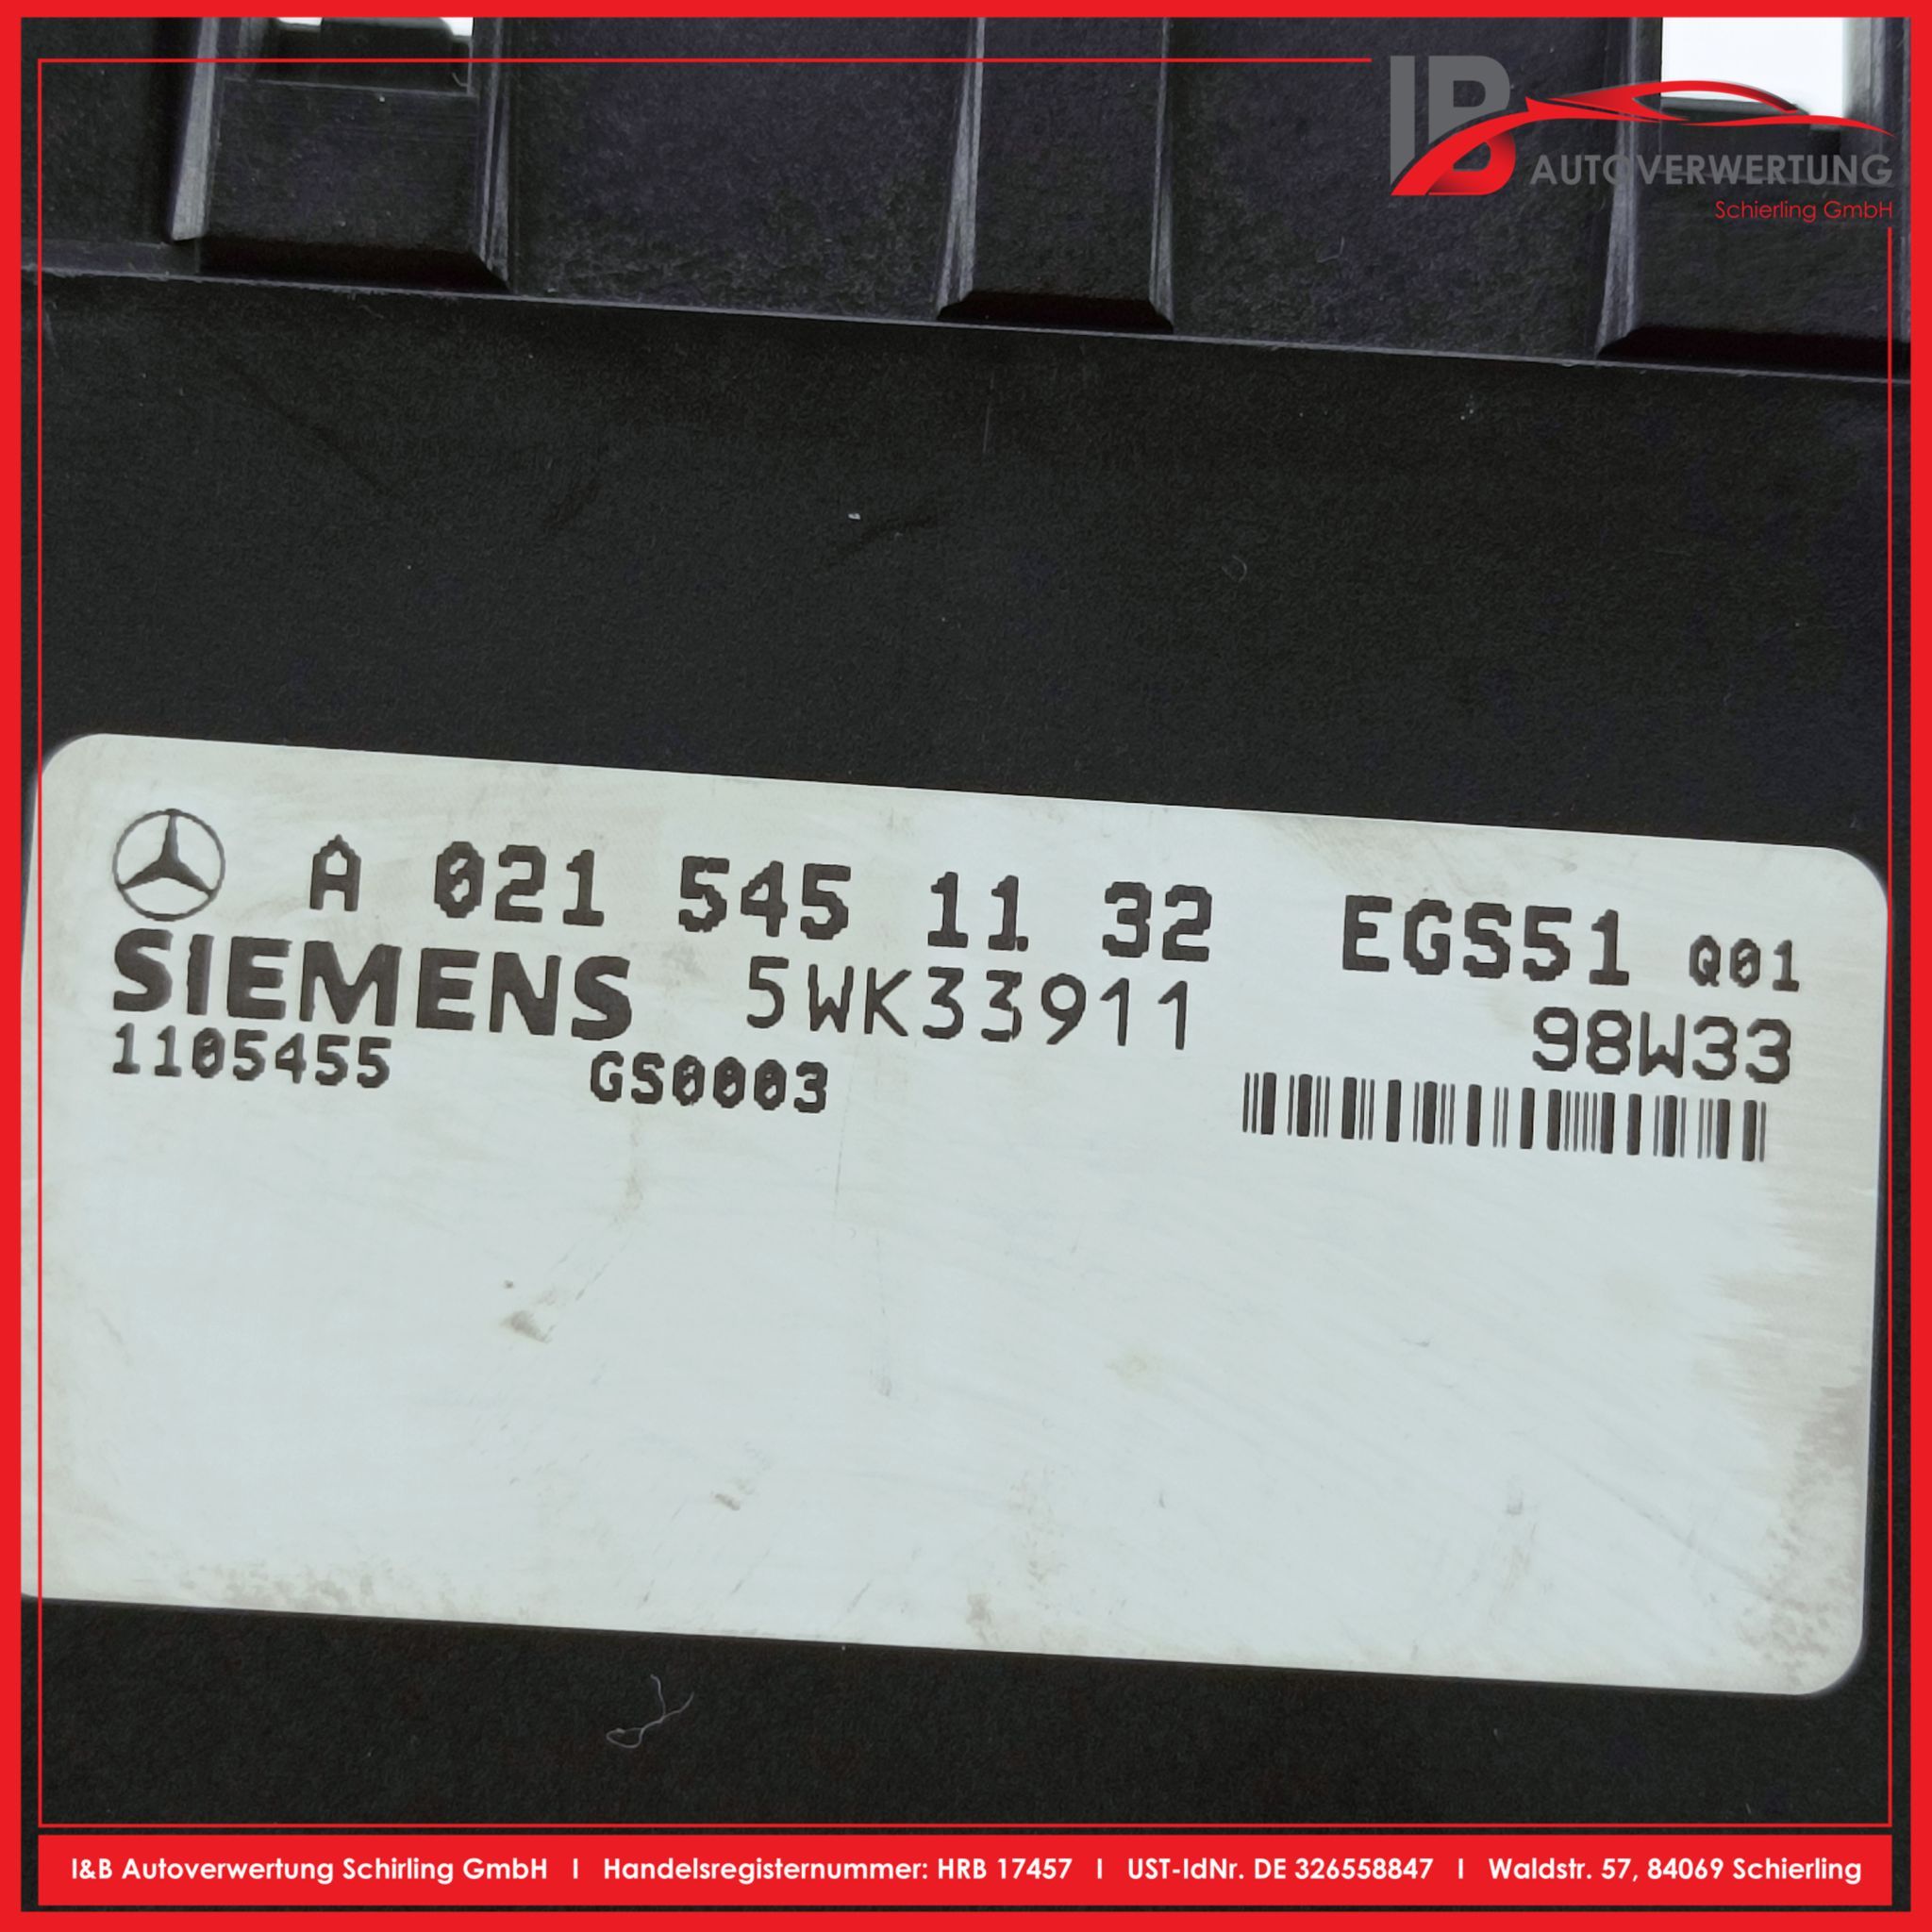 IB
AUTOVERWERTUNG
Schierling GmbH
A 021 545 11 32 EGS51 Q01
SIEMENS 5WK33911 98W33
1105455 GS0003
I&B Autoverwertung Schirling GmbH I Handelsregisternummer: HRB 17457 I UST-IdNr. DE 326558847 I Waldstr. 57, 84069 Schierling